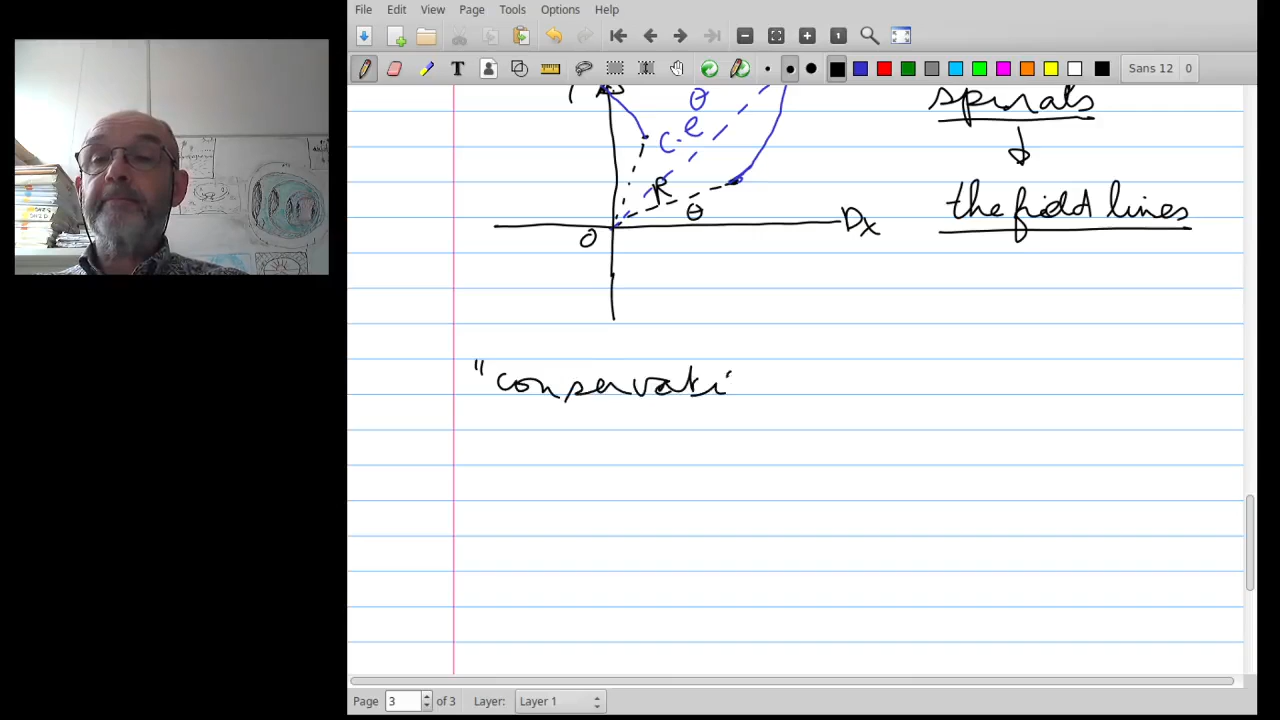 File Edit View Page Tools Options Help
Sans 12 0
θ
C. e
R
θ
O
Dx
spirals
the field lines
"conservati
Page 3 of 3 Layer: Layer 1